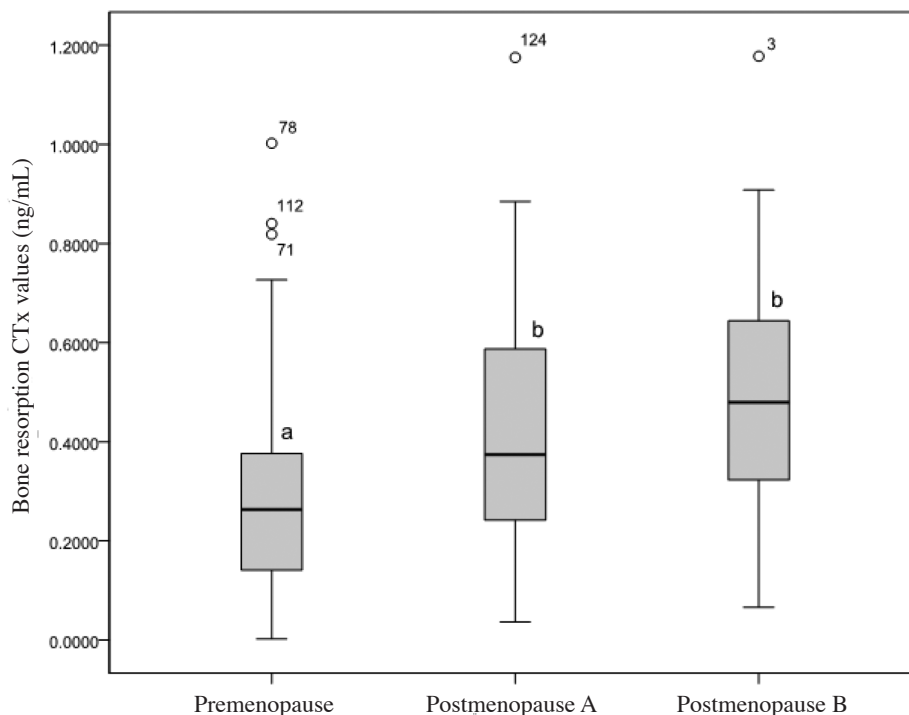 Bone resorption CTx values (ng/mL)
1.2000
1.0000
0.8000
0.6000
0.4000
0.2000
0.0000
78
112
71
a
124
b
3
b
Premenopause
Postmenopause A
Postmenopause B